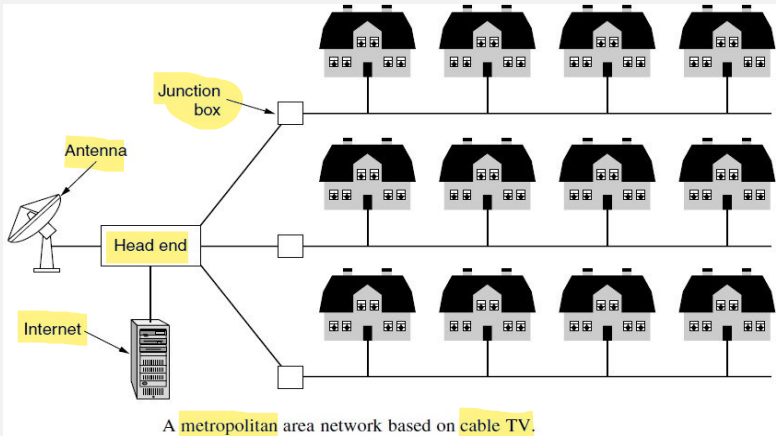 Junction
box
Antenna
Head end
Internet
A metropolitan area network based on cable TV.